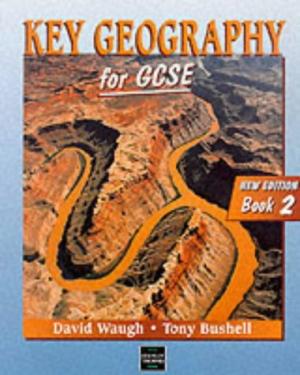 KEY GEOGRAPHY
for GCSE
NEW EDITION
Book 2
David Waugh • Tony Bushell